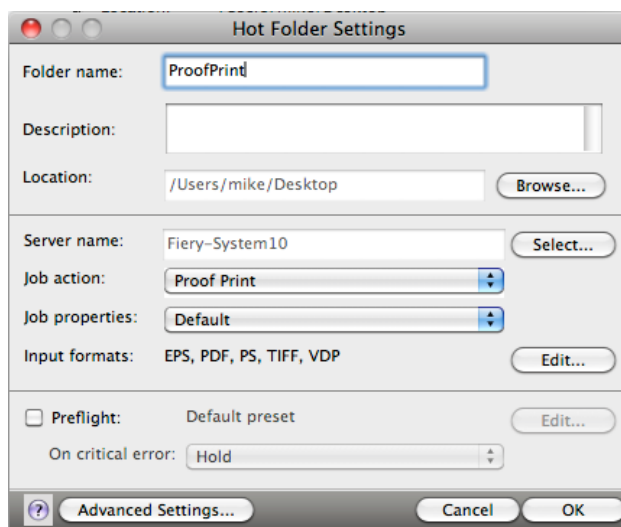 Hot Folder Settings
Folder name: ProofPrint
Description:
Location: /Users/mike/Desktop Browse...
Server name: Fiery-System10 Select...
Job action: Proof Print
Job properties: Default
Input formats: EPS, PDF, PS, TIFF, VDP Edit...
Preflight: Default preset Edit...
On critical error: Hold
? Advanced Settings... Cancel OK